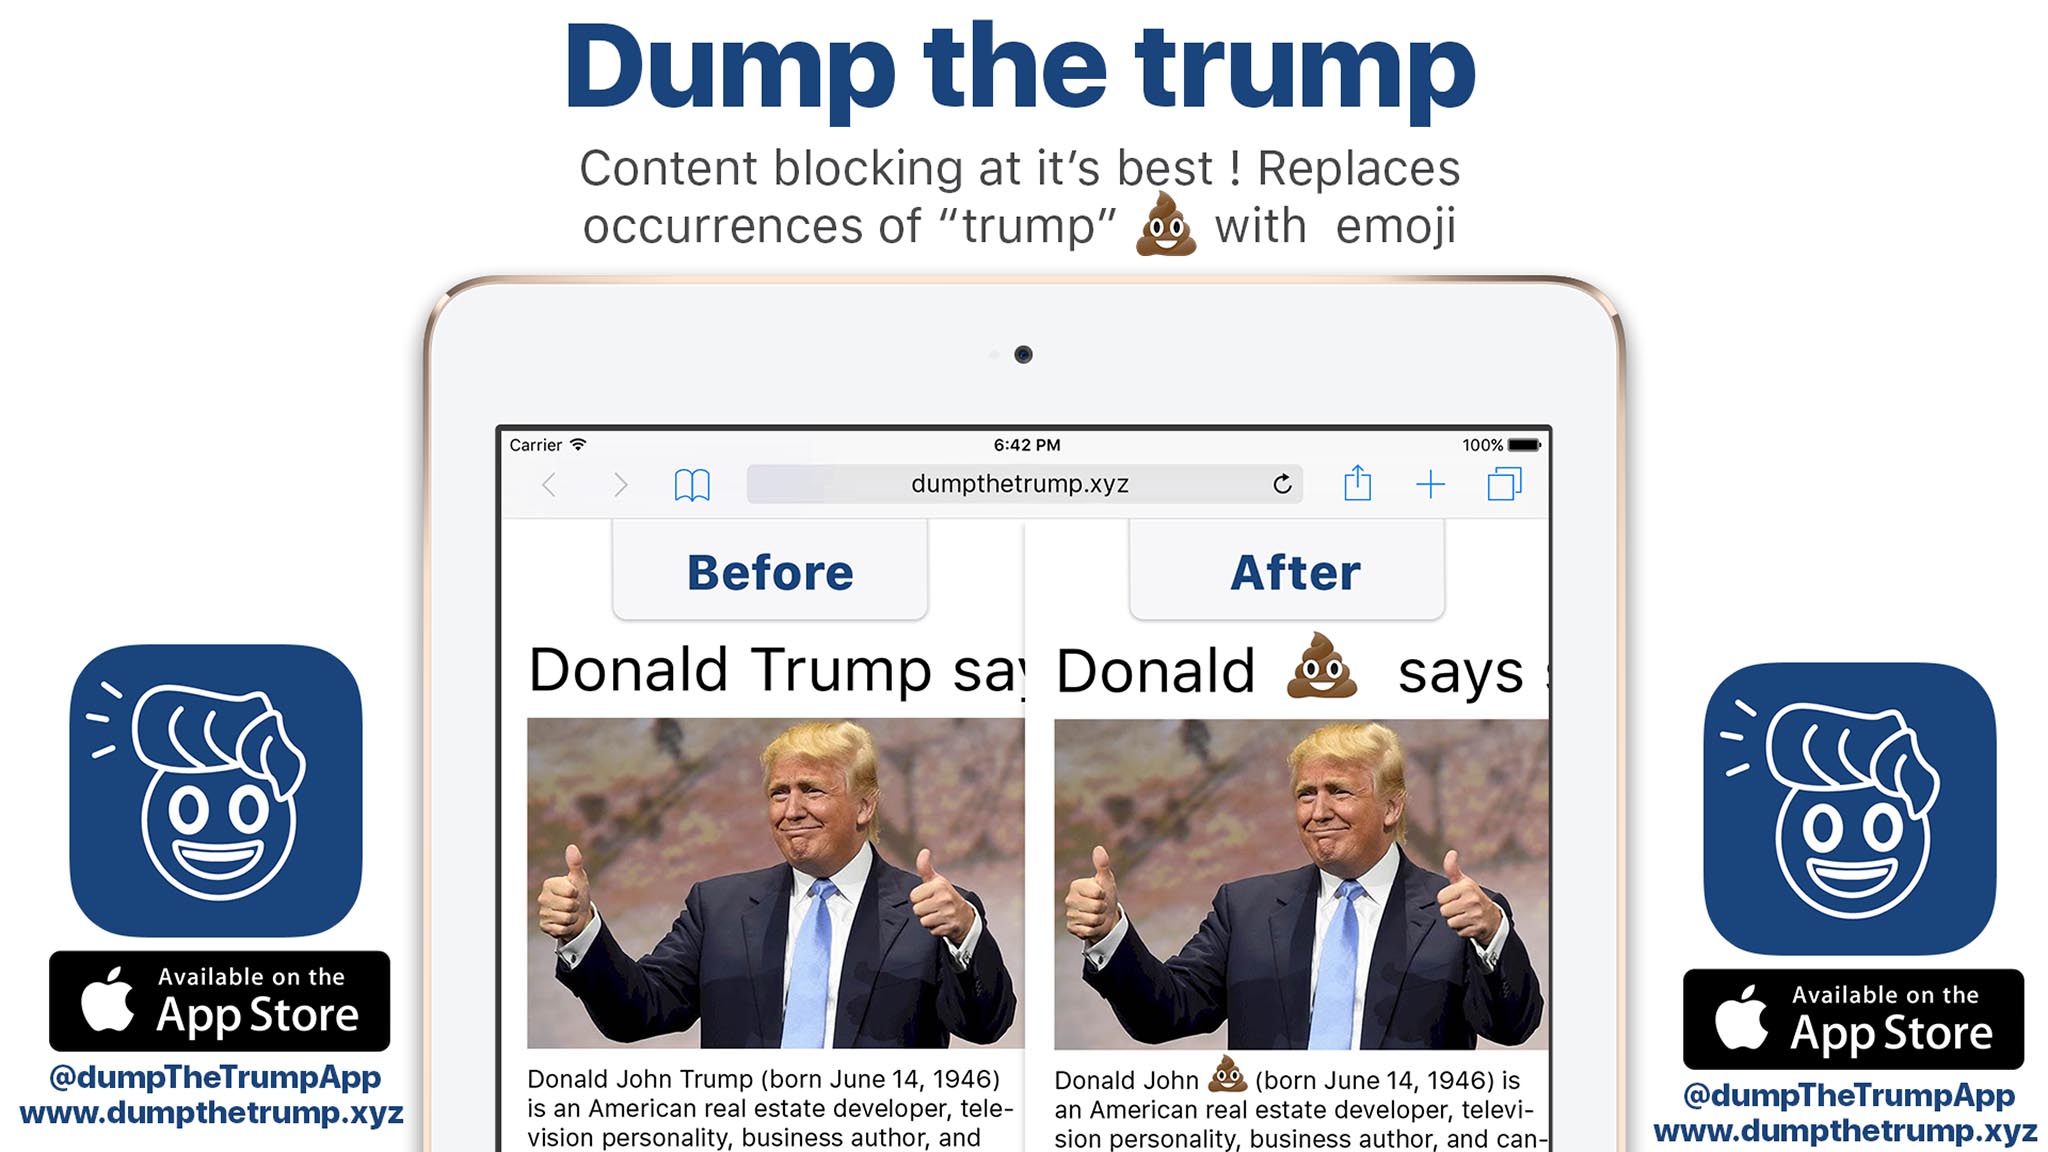 Dump the trump
Content blocking at it’s best ! Replaces
occurrences of “trump” 💩 with emoji
Carrier
6:42 PM
100%
dumpthetrump.xyz
Before
Donald Trump say
Donald John Trump (born June 14, 1946)
is an American real estate developer, tele-
vision personality, business author, and
After
Donald 💩 says s
Donald John 💩 (born June 14, 1946) is
an American real estate developer, televi-
sion personality, business author, and can-
Available on the
App Store
@dumpTheTrumpApp
www.dumpthetrump.xyz
Available on the
App Store
@dumpTheTrumpApp
www.dumpthetrump.xyz